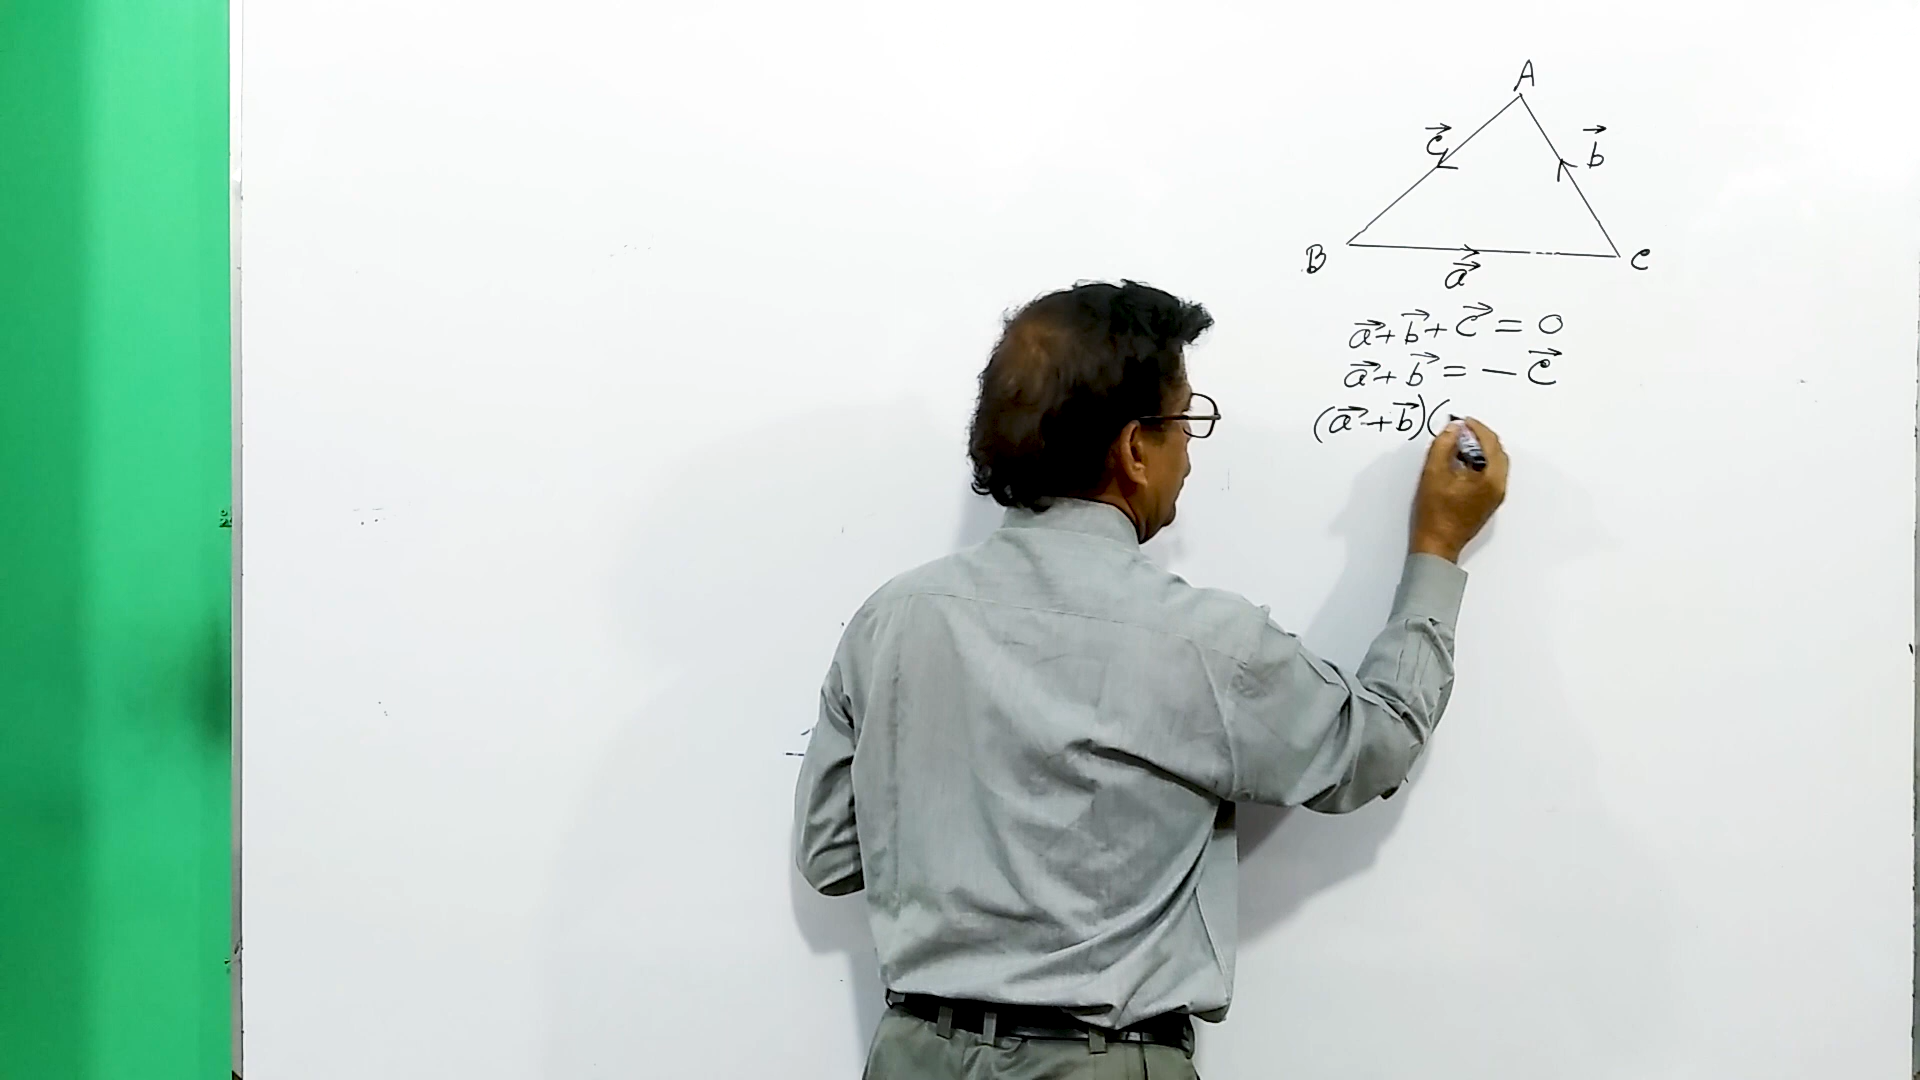 A
c⃗
b⃗
B
C
a⃗
a⃗ + b⃗ + c⃗ = 0
a⃗ + b⃗ = − c⃗
(a⃗ + b⃗)(